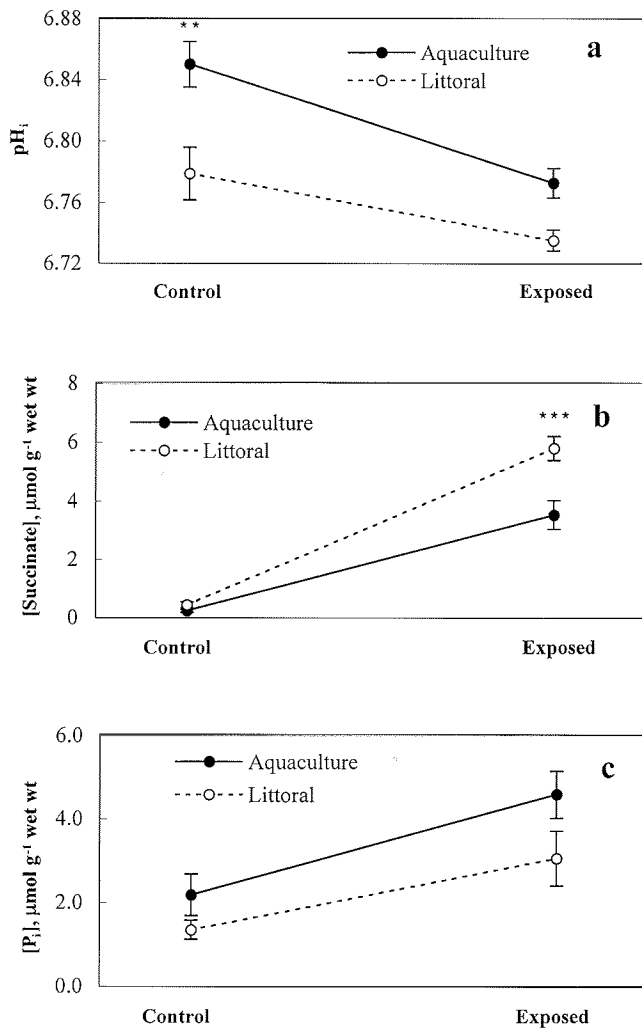 6.88
**
Aquaculture
a
6.84
Littoral
pHi
6.80
6.76
6.72
Control Exposed
8
Aquaculture
***
b
6
Littoral
[Succinate], μmol g-1 wet wt
4
2
0
Control Exposed
6.0
Aquaculture
c
Littoral
4.0
[Pi], μmol g-1 wet wt
2.0
0.0
Control Exposed